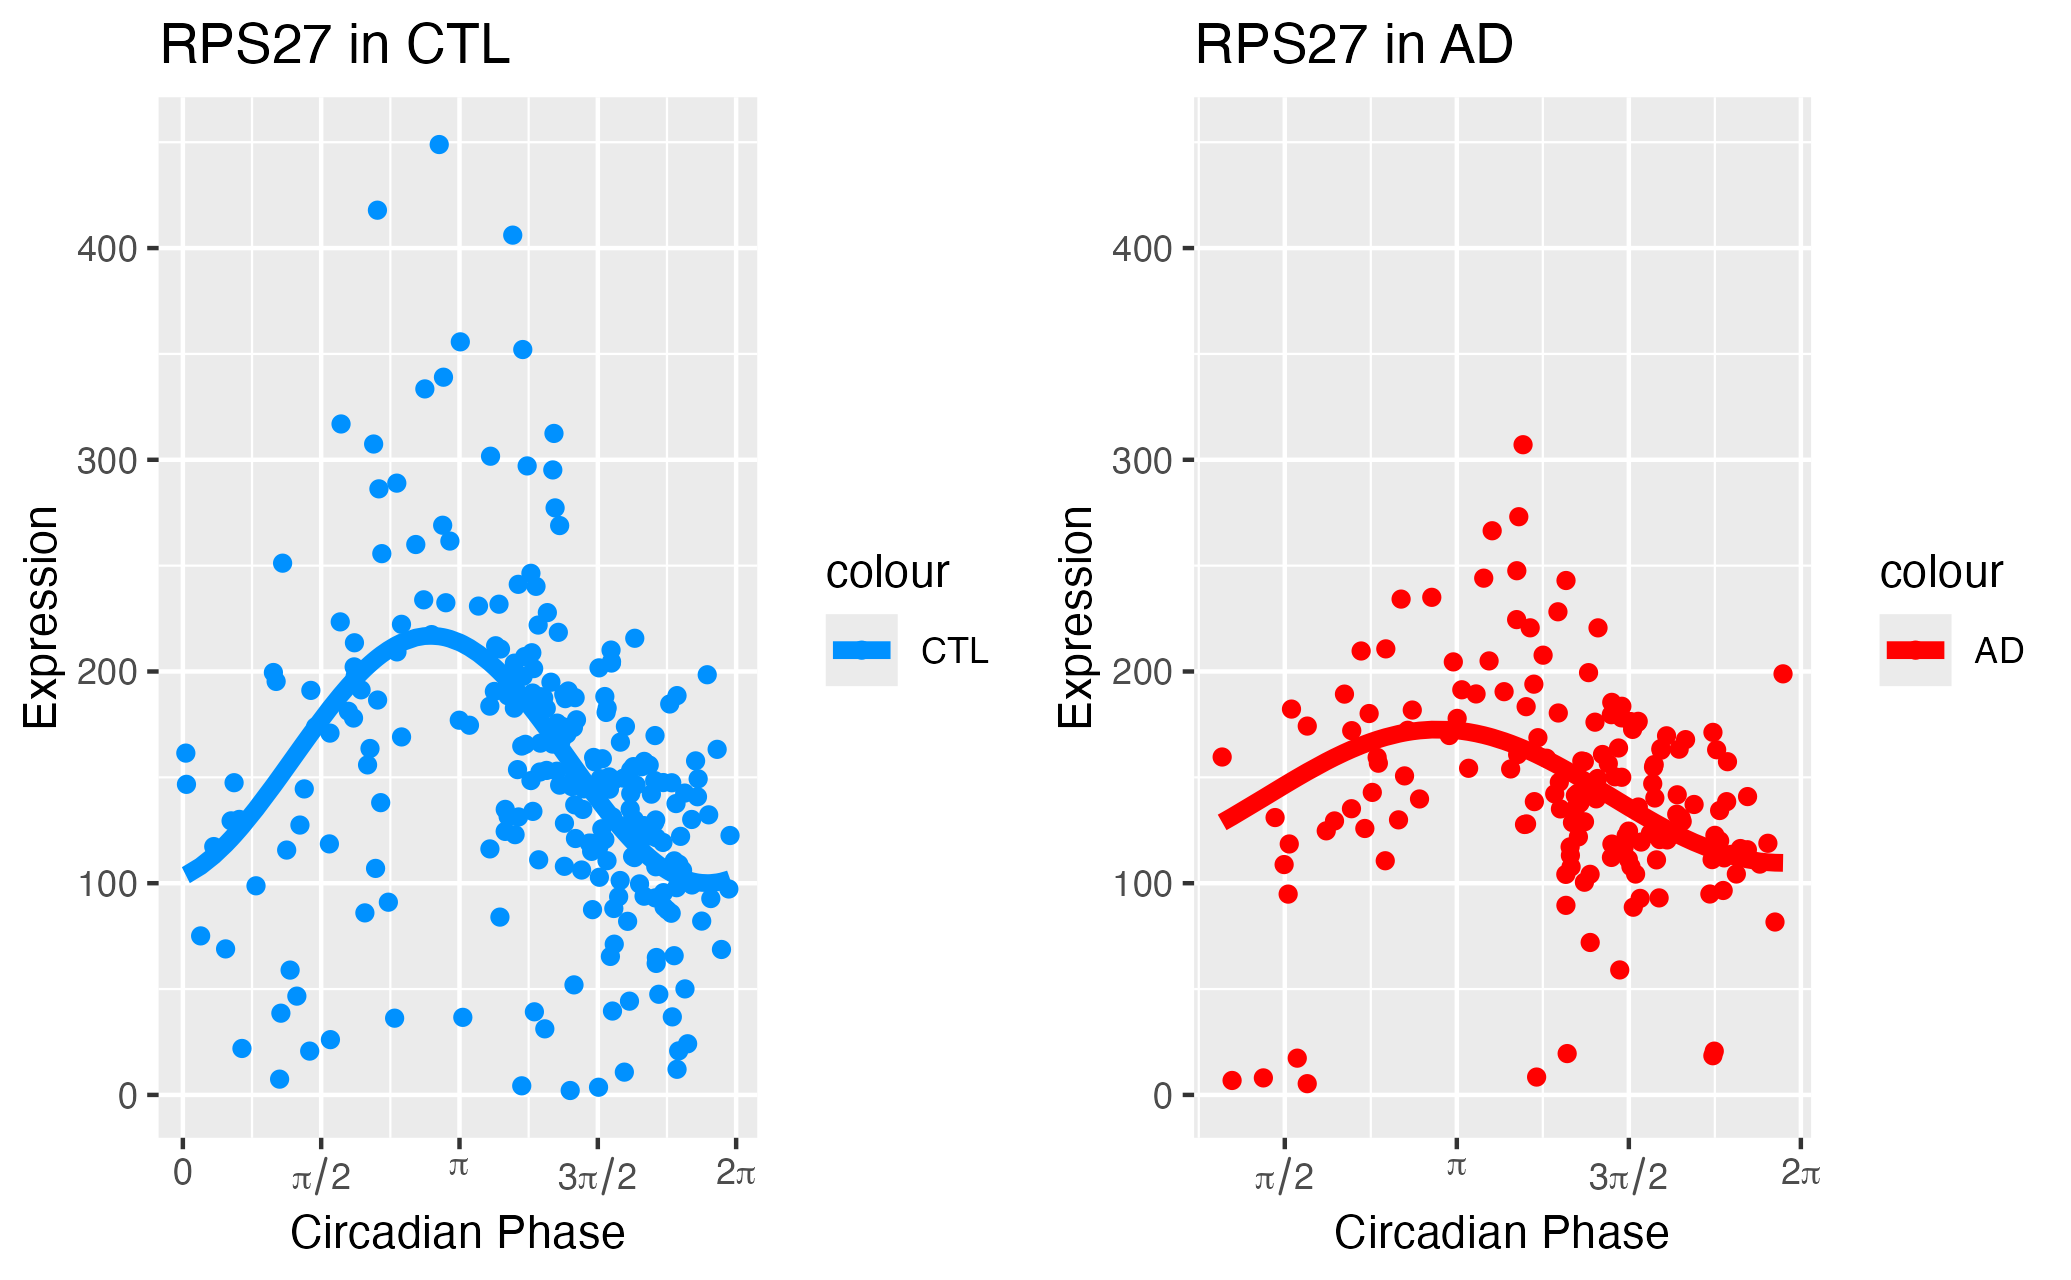 RPS27 in CTL
400
300
200
100
0
Expression
0 π/2 π 3π/2 2π
Circadian Phase
colour
CTL
RPS27 in AD
400
300
200
100
0
Expression
π/2 π 3π/2 2π
Circadian Phase
colour
AD